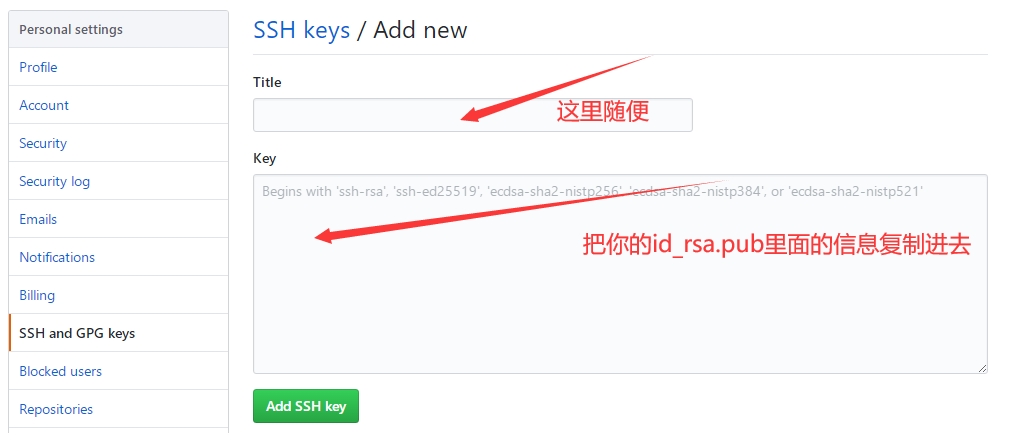 Personal settings
Profile
Account
Security
Security log
Emails
Notifications
Billing
SSH and GPG keys
Blocked users
Repositories
SSH keys / Add new
Title
这里随便
Key
Begins with 'ssh-rsa', 'ssh-ed25519', 'ecdsa-sha2-nistp256', 'ecdsa-sha2-nistp384', or 'ecdsa-sha2-nistp521'
把你的id_rsa.pub里面的信息复制进去
Add SSH key